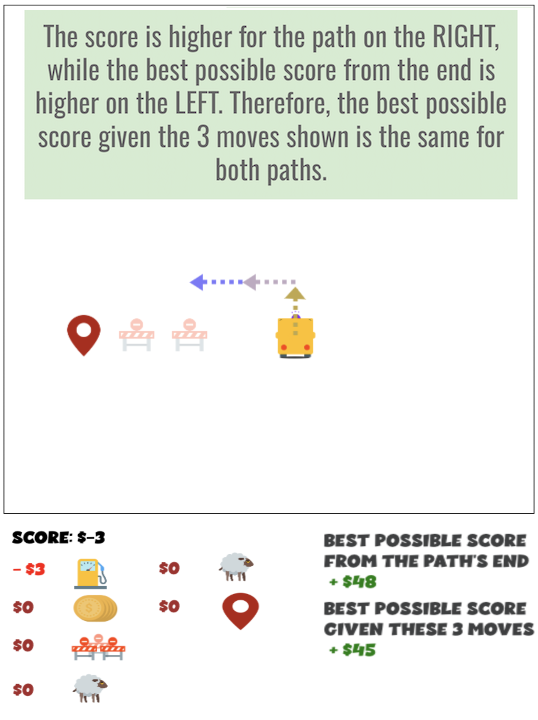 The score is higher for the path on the RIGHT,
while the best possible score from the end is
higher on the LEFT. Therefore, the best possible
score given the 3 moves shown is the same for
both paths.
SCORE: $-3
- $3
$0
$0
$0
$0
$0
BEST POSSIBLE SCORE
FROM THE PATH'S END
+ $48
BEST POSSIBLE SCORE
GIVEN THESE 3 MOVES
+ $45